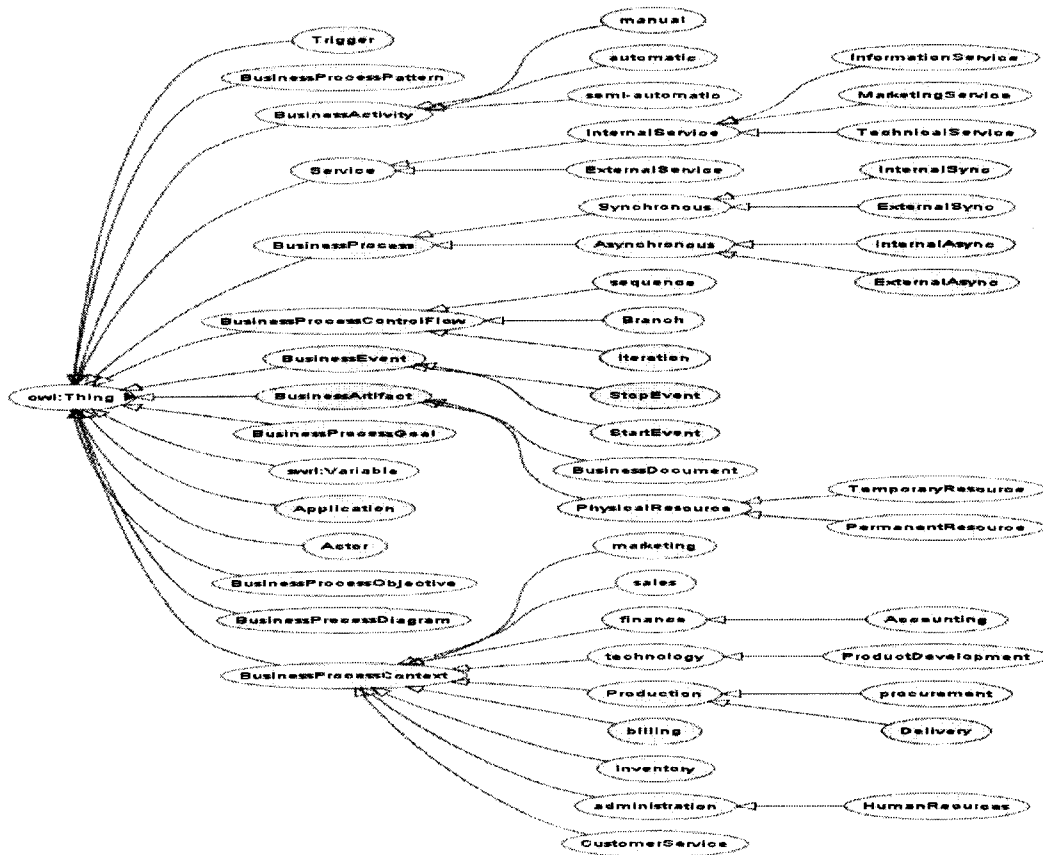 manual
Trigger
automatic
InformationService
BusinessProcessPattern
semi-automatic
MarketingService
BusinessActivity
InternalService
TechnicalService
Service
ExternalService
InternalSync
Synchronous
ExternalSync
BusinessProcess
Asynchronous
InternalAsync
ExternalAsync
sequence
BusinessProcessControlFlow
Branch
Iteration
BusinessEvent
owl:Thing
BusinessArtifact
StopEvent
StartEvent
BusinessProcessGoal
swrl:Variable
BusinessDocument
TemporaryResource
Application
PhysicalResource
PermanentResource
Actor
marketing
BusinessProcessObjective
sales
BusinessProcessDiagram
finance
Accounting
technology
ProductDevelopment
BusinessProcessContext
Production
procurement
billing
Delivery
Inventory
administration
HumanResources
CustomerService